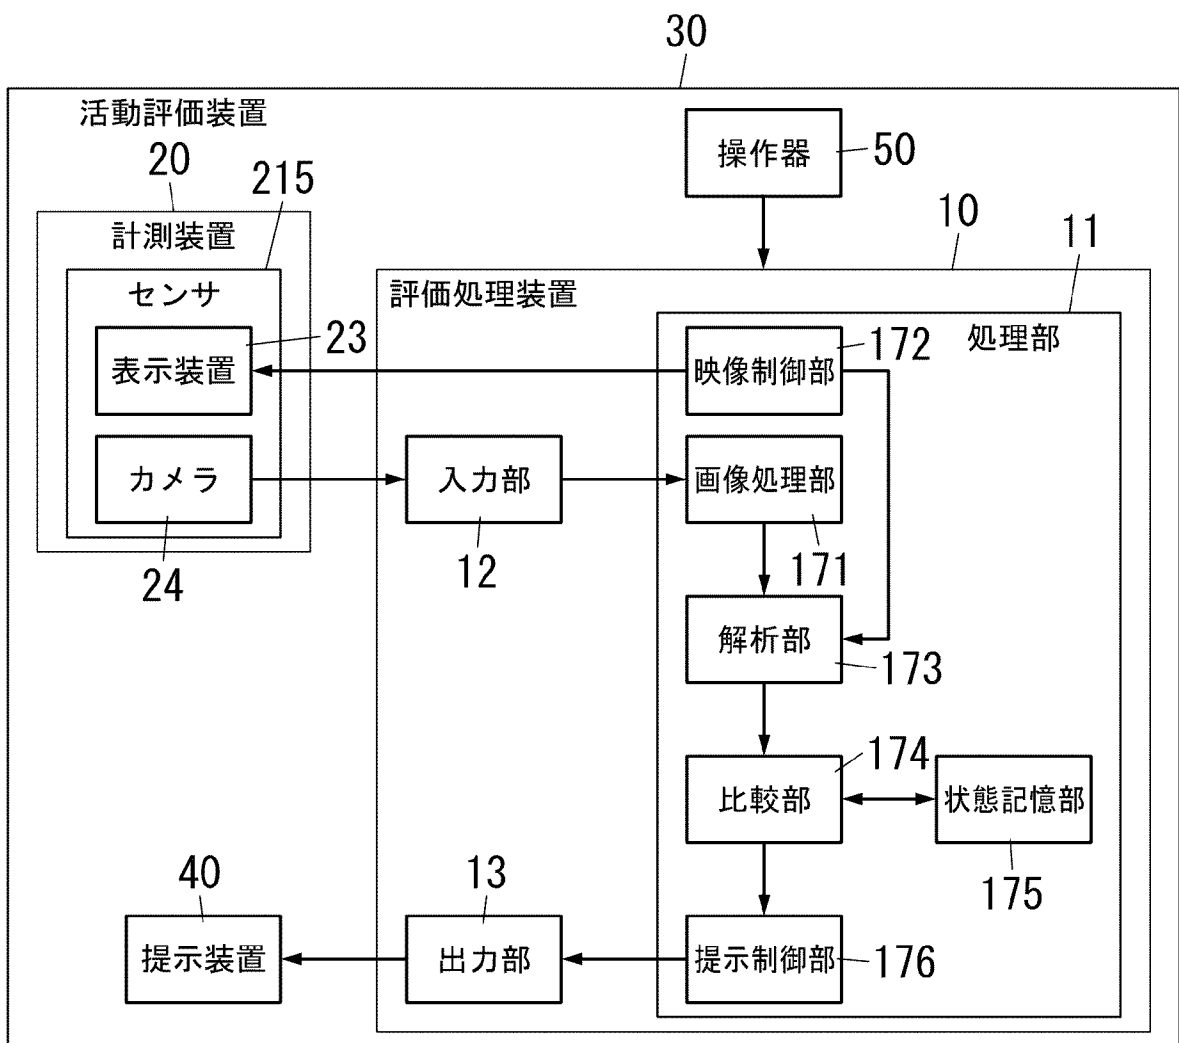 30
活動評価装置
操作器
50
20
215
計測装置
センサ
10
11
評価処理装置
処理部
表示装置
23
映像制御部
172
カメラ
24
入力部
12
画像処理部
171
解析部
173
比較部
174
状態記憶部
175
40
提示装置
13
出力部
提示制御部
176